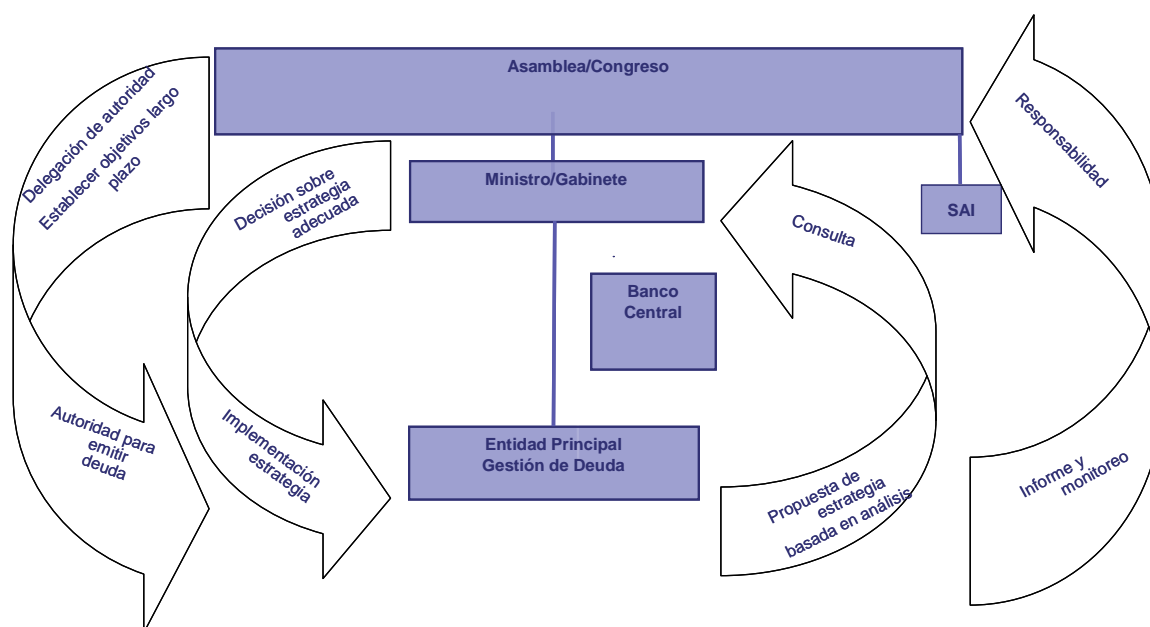 Asamblea/Congreso
Delegación de autoridad
Establecer objetivos largo
plazo
Responsabilidad
Ministro/Gabinete
Decisión sobre
estrategia
adecuada
SAI
Consulta
Banco
Central
Autoridad para
emitir
deuda
Implementación
estrategia
Entidad Principal
Gestión de Deuda
Propuesta de
estrategia
basada en análisis
Informe y
monitoreo